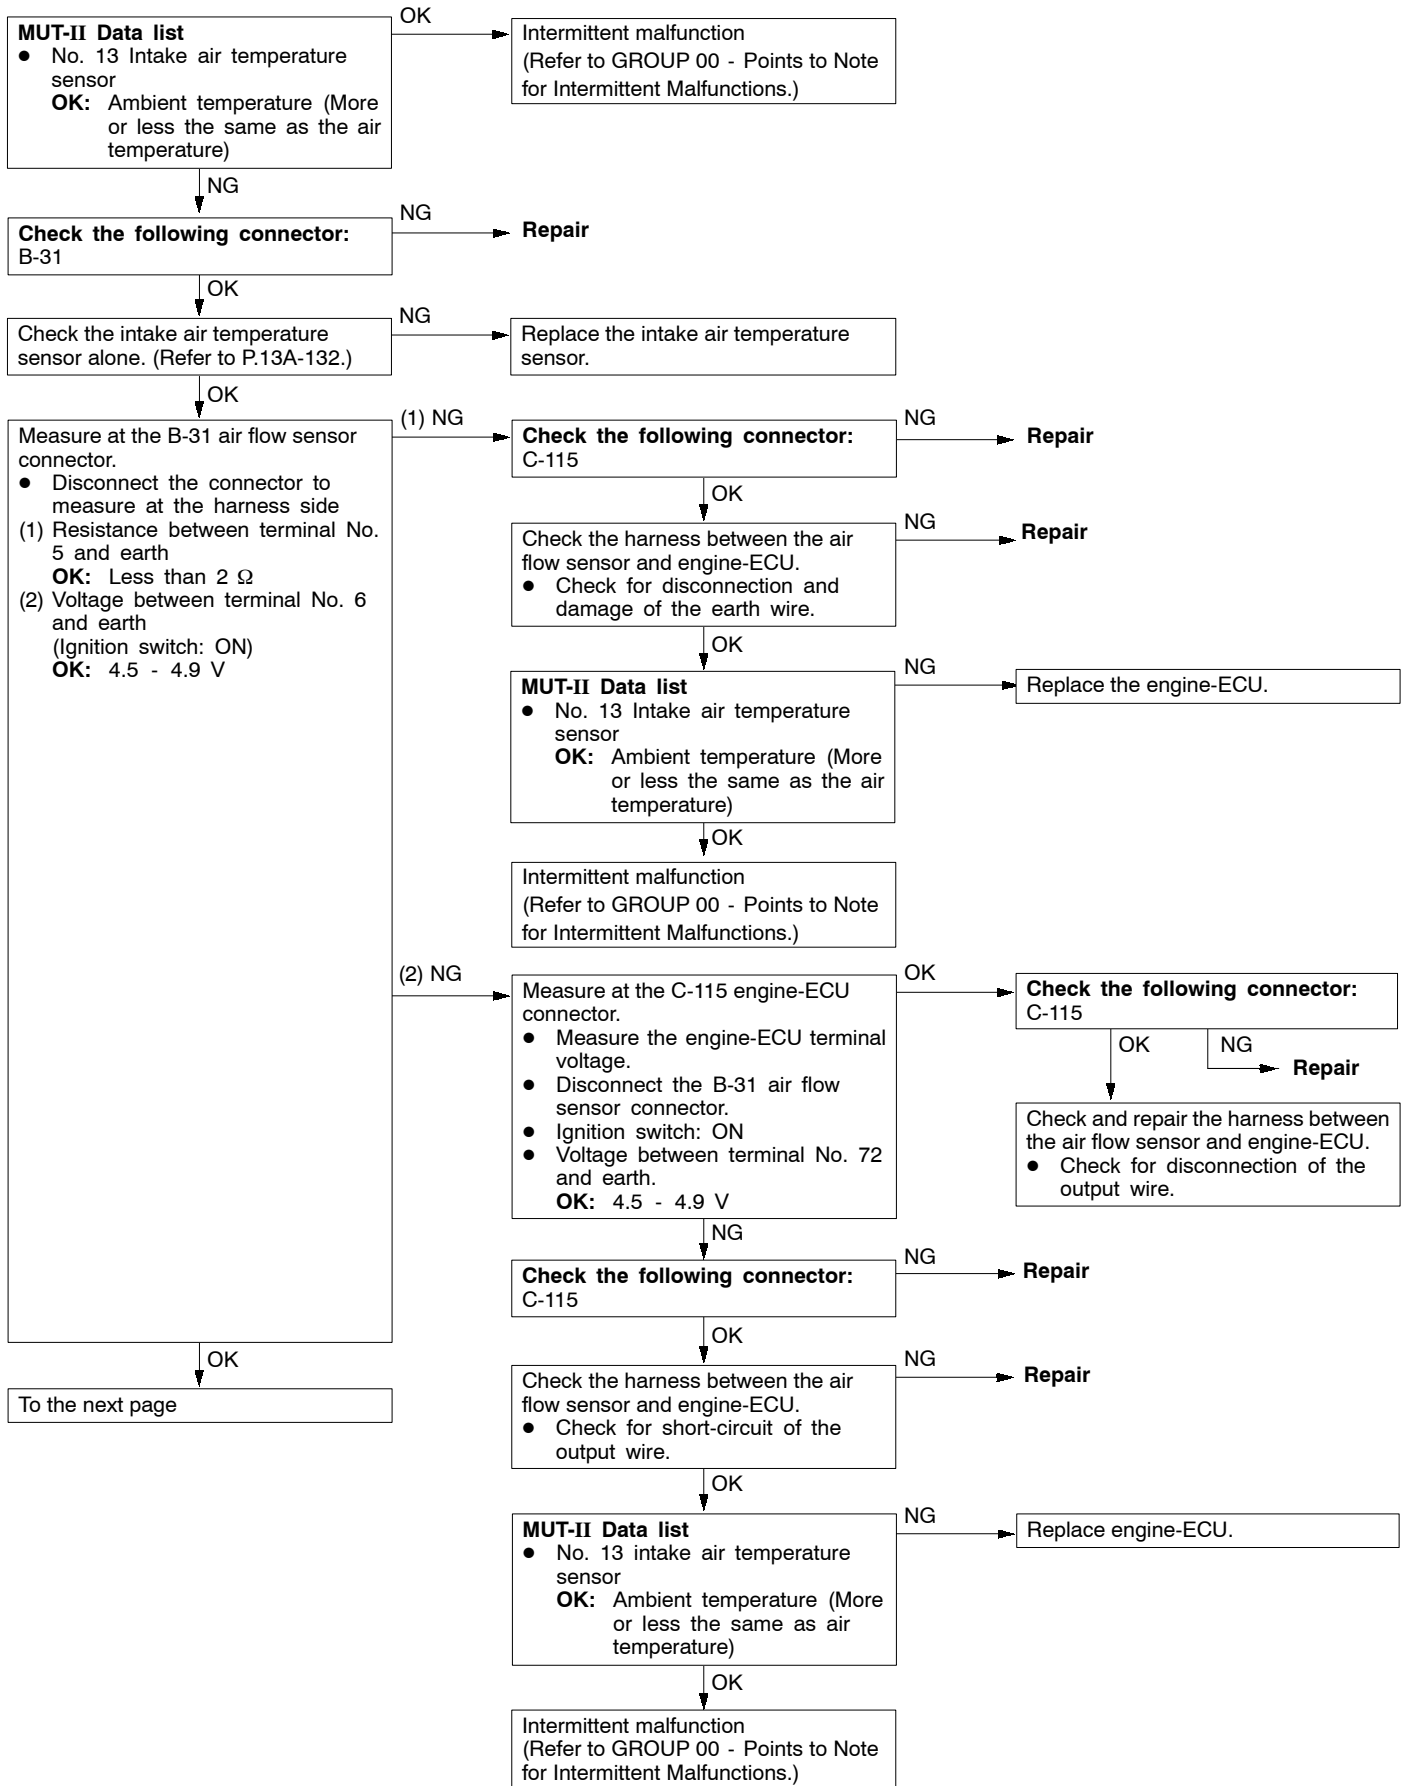 MUT-II Data list
● No. 13 Intake air temperature
sensor
OK: Ambient temperature (More
or less the same as the air
temperature)
OK
Intermittent malfunction
(Refer to GROUP 00 - Points to Note
for Intermittent Malfunctions.)
NG
Check the following connector:
B-31
NG
Repair
OK
Check the intake air temperature
sensor alone. (Refer to P.13A-132.)
NG
Replace the intake air temperature
sensor.
OK
Measure at the B-31 air flow sensor
connector.
● Disconnect the connector to
measure at the harness side
(1) Resistance between terminal No.
5 and earth
OK: Less than 2 Ω
(2) Voltage between terminal No. 6
and earth
(Ignition switch: ON)
OK: 4.5 - 4.9 V
(1) NG
Check the following connector:
C-115
NG
Repair
OK
Check the harness between the air
flow sensor and engine-ECU.
● Check for disconnection and
damage of the earth wire.
NG
Repair
OK
MUT-II Data list
● No. 13 Intake air temperature
sensor
OK: Ambient temperature (More
or less the same as the air
temperature)
NG
Replace the engine-ECU.
OK
Intermittent malfunction
(Refer to GROUP 00 - Points to Note
for Intermittent Malfunctions.)
(2) NG
Measure at the C-115 engine-ECU
connector.
● Measure the engine-ECU terminal
voltage.
● Disconnect the B-31 air flow
sensor connector.
● Ignition switch: ON
● Voltage between terminal No. 72
and earth.
OK: 4.5 - 4.9 V
OK
Check the following connector:
C-115
OK
NG
Repair
Check and repair the harness between
the air flow sensor and engine-ECU.
● Check for disconnection of the
output wire.
NG
Check the following connector:
C-115
NG
Repair
OK
Check the harness between the air
flow sensor and engine-ECU.
● Check for short-circuit of the
output wire.
NG
Repair
OK
MUT-II Data list
● No. 13 intake air temperature
sensor
OK: Ambient temperature (More
or less the same as air
temperature)
NG
Replace engine-ECU.
OK
Intermittent malfunction
(Refer to GROUP 00 - Points to Note
for Intermittent Malfunctions.)
OK
To the next page